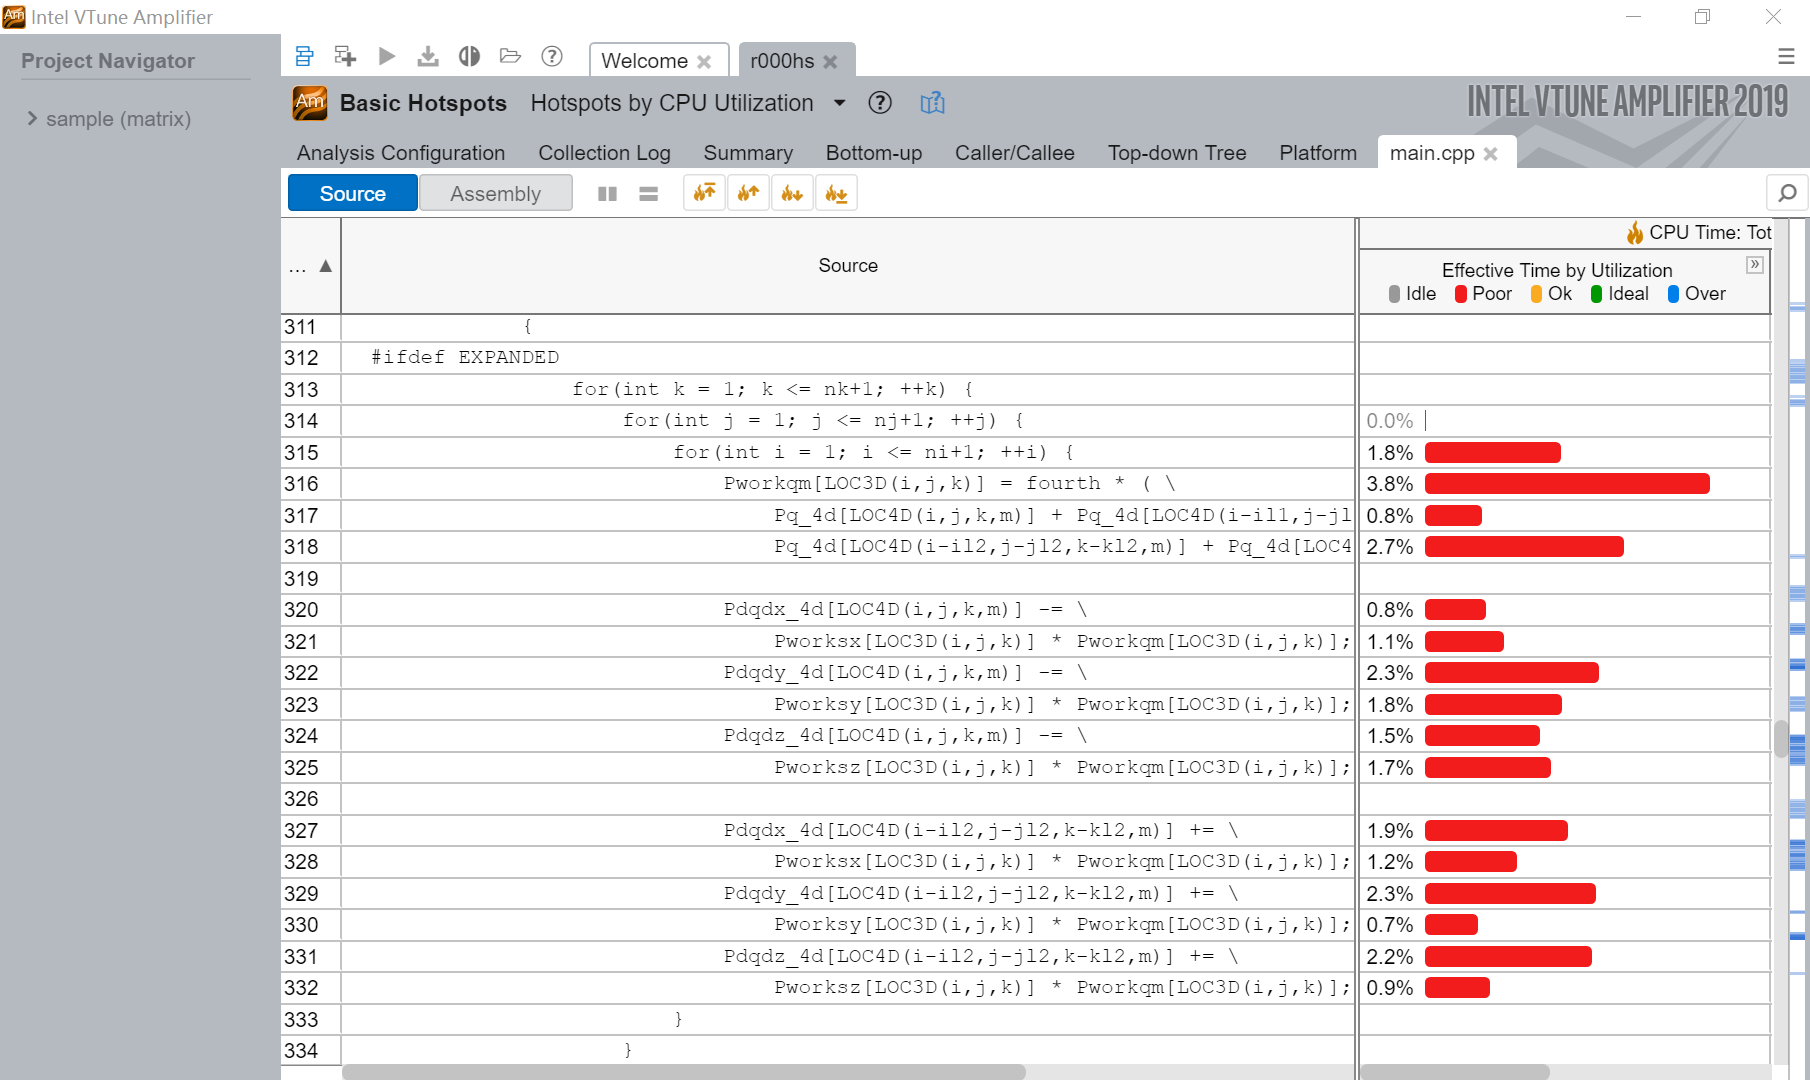 Am Intel VTune Amplifier
Project Navigator
sample (matrix)
Welcome
r000hs
Am Basic Hotspots Hotspots by CPU Utilization
INTEL VTUNE AMPLIFIER 2019
Analysis Configuration Collection Log Summary Bottom-up Caller/Callee Top-down Tree Platform main.cpp
Source Assembly
... ▲ Source
CPU Time: Tot
Effective Time by Utilization
Idle Poor Ok Ideal Over
311 {
312 #ifdef EXPANDED
313 for(int k = 1; k <= nk+1; ++k) {
314 for(int j = 1; j <= nj+1; ++j) { 0.0%
315 for(int i = 1; i <= ni+1; ++i) { 1.8%
316 Pworkqm[LOC3D(i,j,k)] = fourth * ( \ 3.8%
317 Pq_4d[LOC4D(i,j,k,m)] + Pq_4d[LOC4D(i-il1,j-jl 0.8%
318 Pq_4d[LOC4D(i-il2,j-jl2,k-kl2,m)] + Pq_4d[LOC4 2.7%
319
320 Pdqdx_4d[LOC4D(i,j,k,m)] -= \ 0.8%
321 Pworksx[LOC3D(i,j,k)] * Pworkqm[LOC3D(i,j,k)]; 1.1%
322 Pdqdy_4d[LOC4D(i,j,k,m)] -= \ 2.3%
323 Pworksy[LOC3D(i,j,k)] * Pworkqm[LOC3D(i,j,k)]; 1.8%
324 Pdqdz_4d[LOC4D(i,j,k,m)] -= \ 1.5%
325 Pworksz[LOC3D(i,j,k)] * Pworkqm[LOC3D(i,j,k)]; 1.7%
326
327 Pdqdx_4d[LOC4D(i-il2,j-jl2,k-kl2,m)] += \ 1.9%
328 Pworksx[LOC3D(i,j,k)] * Pworkqm[LOC3D(i,j,k)]; 1.2%
329 Pdqdy_4d[LOC4D(i-il2,j-jl2,k-kl2,m)] += \ 2.3%
330 Pworksy[LOC3D(i,j,k)] * Pworkqm[LOC3D(i,j,k)]; 0.7%
331 Pdqdz_4d[LOC4D(i-il2,j-jl2,k-kl2,m)] += \ 2.2%
332 Pworksz[LOC3D(i,j,k)] * Pworkqm[LOC3D(i,j,k)]; 0.9%
333 }
334 }